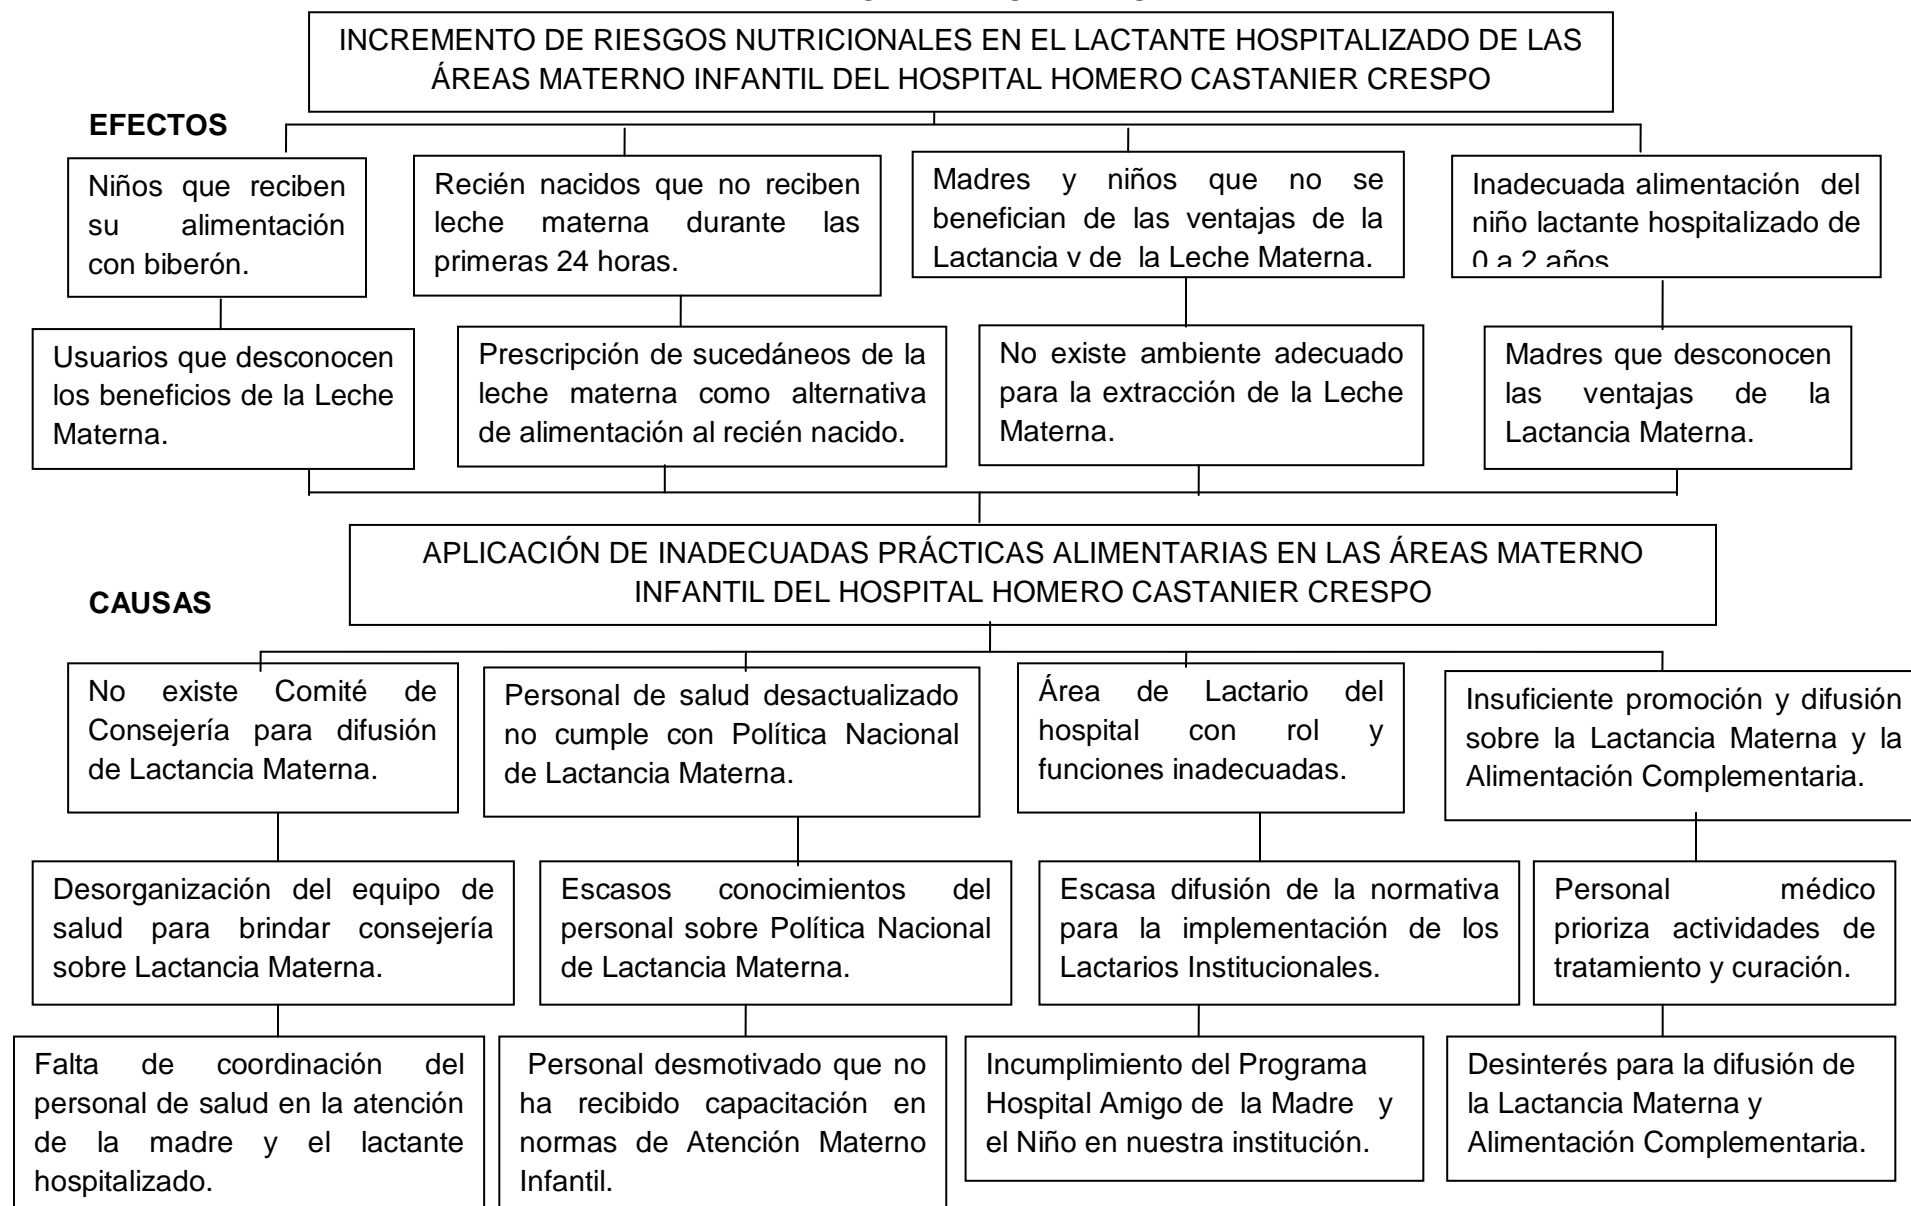 INCREMENTO DE RIESGOS NUTRICIONALES EN EL LACTANTE HOSPITALIZADO DE LAS
ÁREAS MATERNO INFANTIL DEL HOSPITAL HOMERO CASTANIER CRESPO
EFECTOS
Niños que reciben
su alimentación
con biberón.
Recién nacidos que no reciben
leche materna durante las
primeras 24 horas.
Madres y niños que no se
benefician de las ventajas de la
Lactancia y de la Leche Materna.
Inadecuada alimentación del
niño lactante hospitalizado de
0 a 2 años
Usuarios que desconocen
los beneficios de la Leche
Materna.
Prescripción de sucedáneos de la
leche materna como alternativa
de alimentación al recién nacido.
No existe ambiente adecuado
para la extracción de la Leche
Materna.
Madres que desconocen
las ventajas de la
Lactancia Materna.
APLICACIÓN DE INADECUADAS PRÁCTICAS ALIMENTARIAS EN LAS ÁREAS MATERNO
INFANTIL DEL HOSPITAL HOMERO CASTANIER CRESPO
CAUSAS
No existe Comité de
Consejería para difusión
de Lactancia Materna.
Personal de salud desactualizado
no cumple con Política Nacional
de Lactancia Materna.
Área de Lactario del
hospital con rol y
funciones inadecuadas.
Insuficiente promoción y difusión
sobre la Lactancia Materna y la
Alimentación Complementaria.
Desorganización del equipo de
salud para brindar consejería
sobre Lactancia Materna.
Escasos conocimientos del
personal sobre Política Nacional
de Lactancia Materna.
Escasa difusión de la normativa
para la implementación de los
Lactarios Institucionales.
Personal médico
prioriza actividades de
tratamiento y curación.
Falta de coordinación del
personal de salud en la atención
de la madre y el lactante
hospitalizado.
Personal desmotivado que no
ha recibido capacitación en
normas de Atención Materno
Infantil.
Incumplimiento del Programa
Hospital Amigo de la Madre y
el Niño en nuestra institución.
Desinterés para la difusión de
la Lactancia Materna y
Alimentación Complementaria.